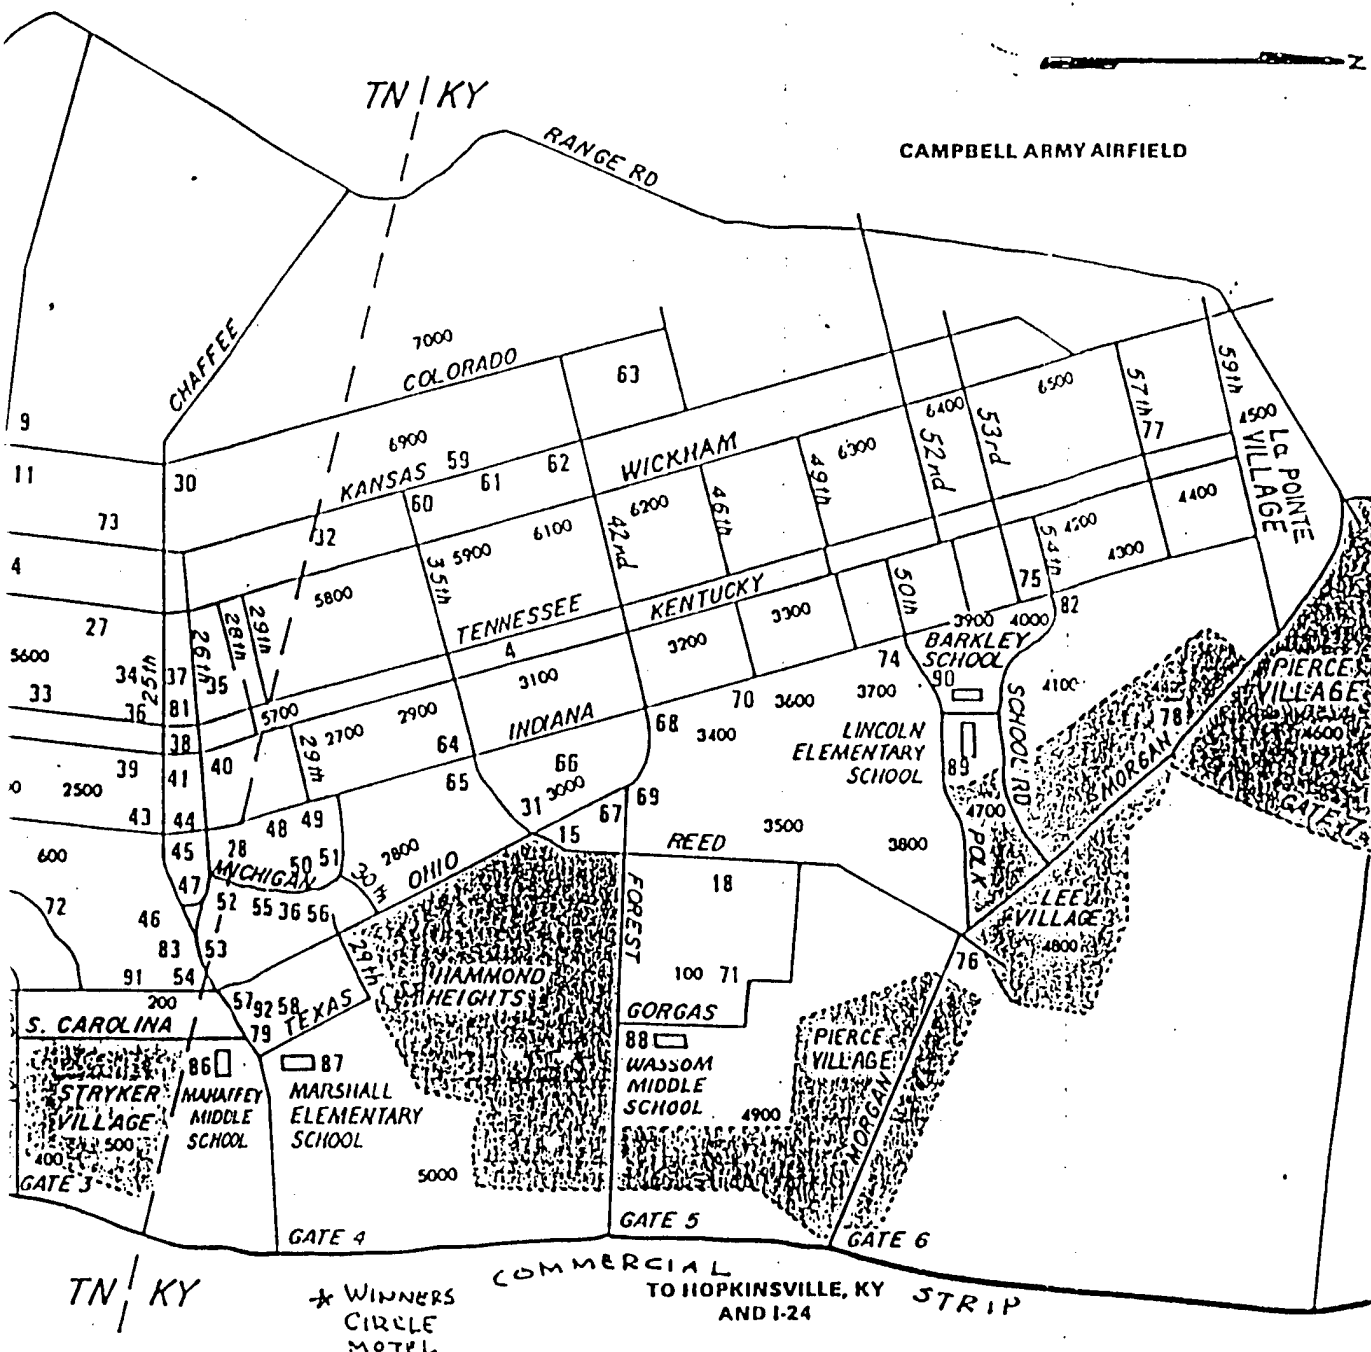 Z
TN | KY
RANGE RD
CAMPBELL ARMY AIRFIELD
CHAFFEE
7000
COLORADO
63
9
6900
KANSAS
59
61
62
WICKHAM
6300
6400
6500
52nd
53rd
57th
77
59th
4500
La POINTE
VILLAGE
11
30
60
73
32
5900
6100
6200
42nd
46th
49th
4200
4400
4300
54th
4
5800
35th
TENNESSEE
4
KENTUCKY
3300
50th
75
82
27
25th
26th
28th
29th
3200
3900
4000
BARKLEY
SCHOOL
90
5600
34
37
35
33
36
81
5700
2900
3100
INDIANA
74
70
3600
3700
4100
SCHOOL RD
PIERCE
VILLAGE
78
4600
GATE 7
38
39
40
41
29th
2700
64
65
66
68
3400
LINCOLN
ELEMENTARY
SCHOOL
89
MORGAN
2500
43
44
48
49
31
3000
67
69
15
REED
3500
3800
4700
POLK
600
45
28
MICHIGAN
50
51
30th
2800
OHIO
47
72
46
52
55
36
56
FOREST
18
LEE
VILLAGE
4800
83
53
29th
91
54
HAMMOND
HEIGHTS
100
71
76
200
57
92
58
TEXAS
79
GORGAS
S. CAROLINA
86
87
88
WASSOM
MIDDLE
SCHOOL
PIERCE
VILLAGE
MORGAN
STRYKER
VILLAGE
MAHAFFEY
MIDDLE
SCHOOL
MARSHALL
ELEMENTARY
SCHOOL
4900
400
500
5000
GATE 3
GATE 4
GATE 5
GATE 6
TN | KY
* WINNERS
CIRCLE
MOTEL
COMMERCIAL STRIP
TO HOPKINSVILLE, KY
AND I-24